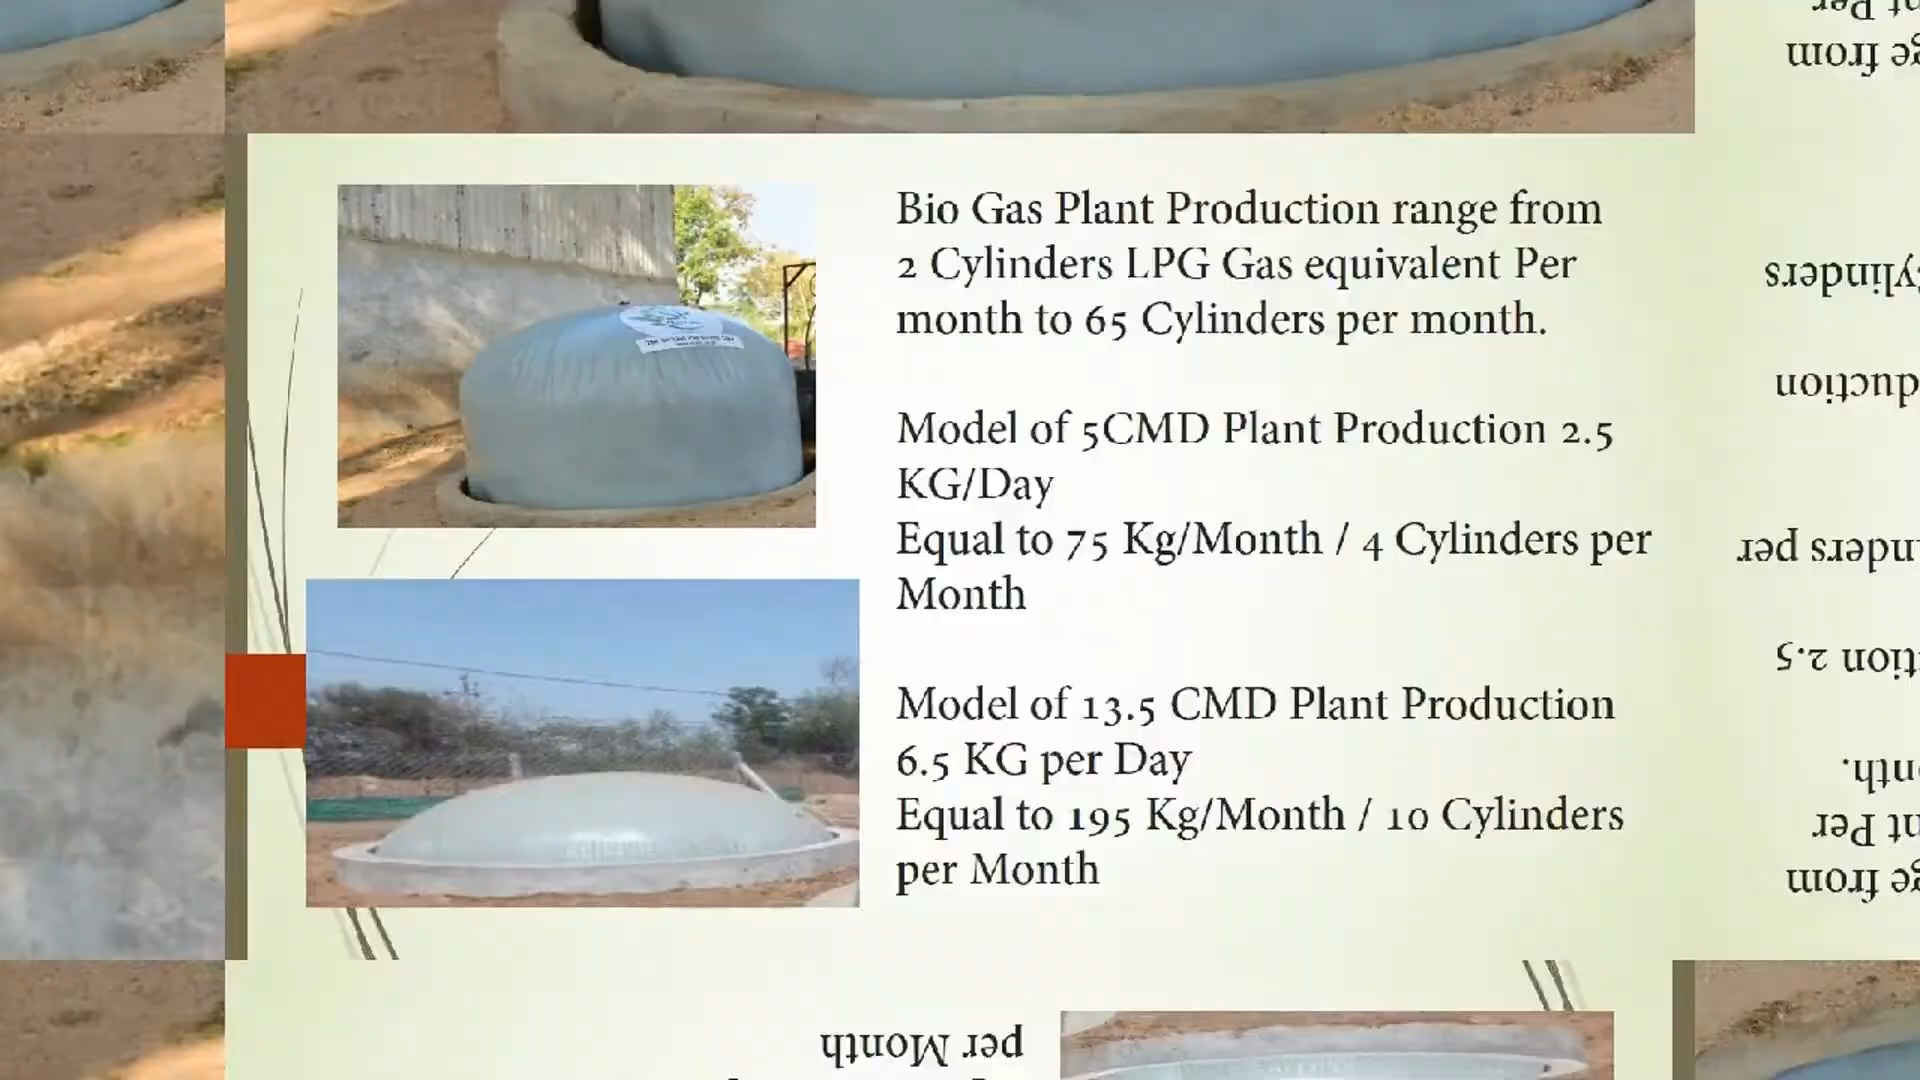 Bio Gas Plant Production range from
2 Cylinders LPG Gas equivalent Per
month to 65 Cylinders per month.
Model of 5CMD Plant Production 2.5
KG/Day
Equal to 75 Kg/Month / 4 Cylinders per
Month
Model of 13.5 CMD Plant Production
6.5 KG per Day
Equal to 195 Kg/Month / 10 Cylinders
per Month
per Month